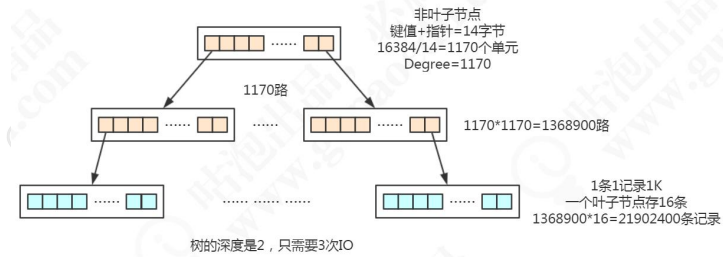 非叶子节点
键值+指针=14字节
16384/14=1170个单元
Degree=1170
······
1170路
······
······
······
1170*1170=1368900路
······
······ ······
······
1条1记录1K
一个叶子节点存16条
1368900*16=21902400条记录
树的深度是2，只需要3次IO